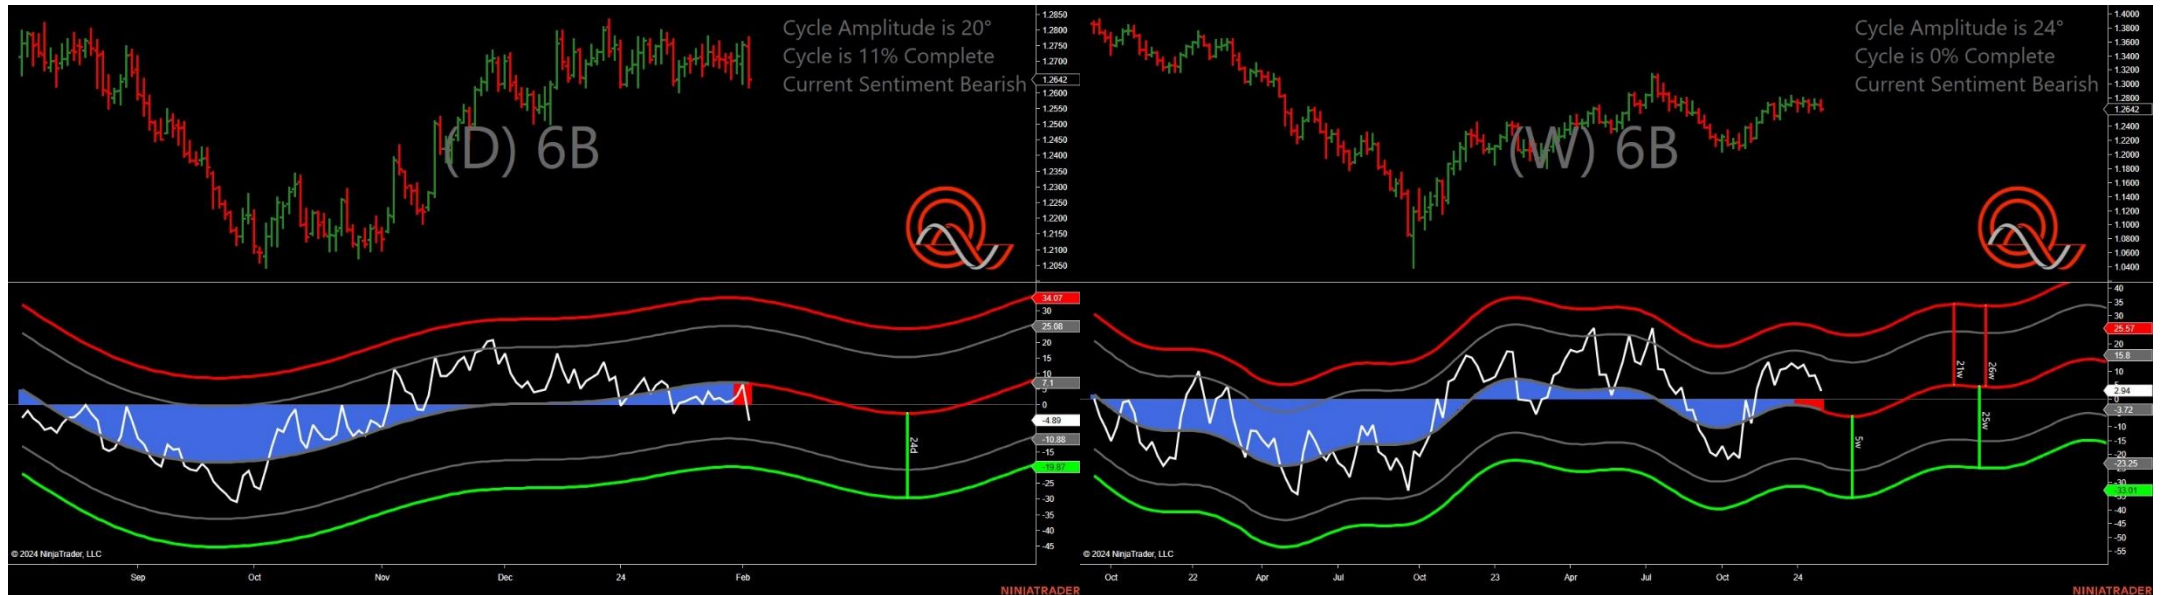 Cycle Amplitude is 20°
Cycle is 11% Complete
Current Sentiment Bearish
(D) 6B
1.2850
1.2750
1.2700
1.2642
1.2600
1.2550
1.2500
1.2450
1.2400
1.2350
1.2300
1.2250
1.2200
1.2150
1.2100
1.2050
34.07
30
25.08
20
15
10
7.1
0
-4.89
-10.88
-15
-19.87
-25
-30
-35
-40
-45
24d
© 2024 NinjaTrader, LLC
Sep
Oct
Nov
Dec
24
Feb
NINJATRADER
Cycle Amplitude is 24°
Cycle is 0% Complete
Current Sentiment Bearish
(W) 6B
1.4000
1.3800
1.3600
1.3400
1.3200
1.3000
1.2800
1.2642
1.2400
1.2200
1.2000
1.1800
1.1600
1.1400
1.1200
1.1000
1.0800
1.0600
1.0400
40
35
30
25.57
20
15.8
10
5
2.94
0
-3.72
-10
-15
-23.25
-33.01
-40
-45
-50
-55
5w
21w
26w
25w
© 2024 NinjaTrader, LLC
Oct
22
Apr
Jul
Oct
23
Apr
Jul
Oct
24
NINJATRADER